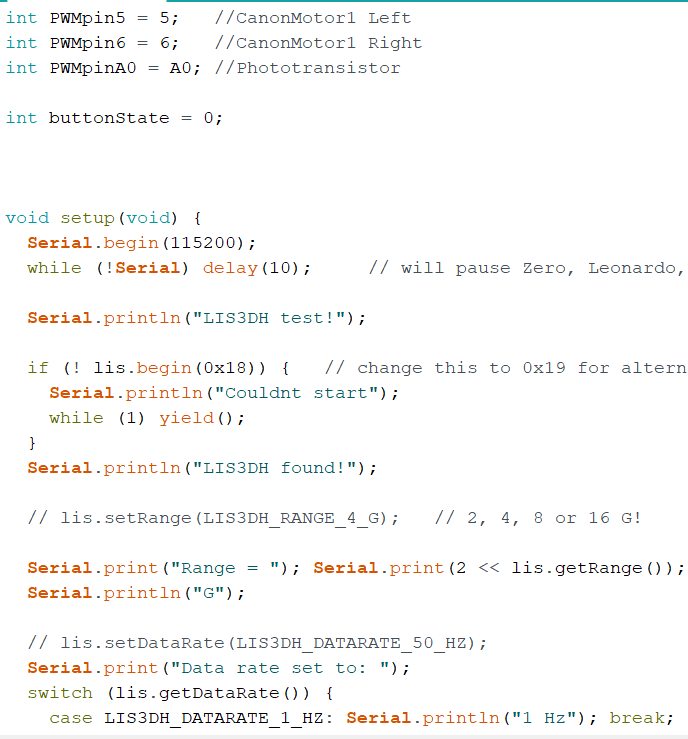 int PWMpin5 = 5;   //CanonMotor1 Left
int PWMpin6 = 6;   //CanonMotor1 Right
int PWMpinA0 = A0; //Phototransistor
int buttonState = 0;
void setup(void) {
  Serial.begin(115200);
  while (!Serial) delay(10);     // will pause Zero, Leonardo,
  Serial.println("LIS3DH test!");
  if (! lis.begin(0x18)) {   // change this to 0x19 for altern
    Serial.println("Couldnt start");
    while (1) yield();
  }
  Serial.println("LIS3DH found!");
  // lis.setRange(LIS3DH_RANGE_4_G);   // 2, 4, 8 or 16 G!
  Serial.print("Range = "); Serial.print(2 << lis.getRange());
  Serial.println("G");
  // lis.setDataRate(LIS3DH_DATARATE_50_HZ);
  Serial.print("Data rate set to: ");
  switch (lis.getDataRate()) {
    case LIS3DH_DATARATE_1_HZ: Serial.println("1 Hz"); break;